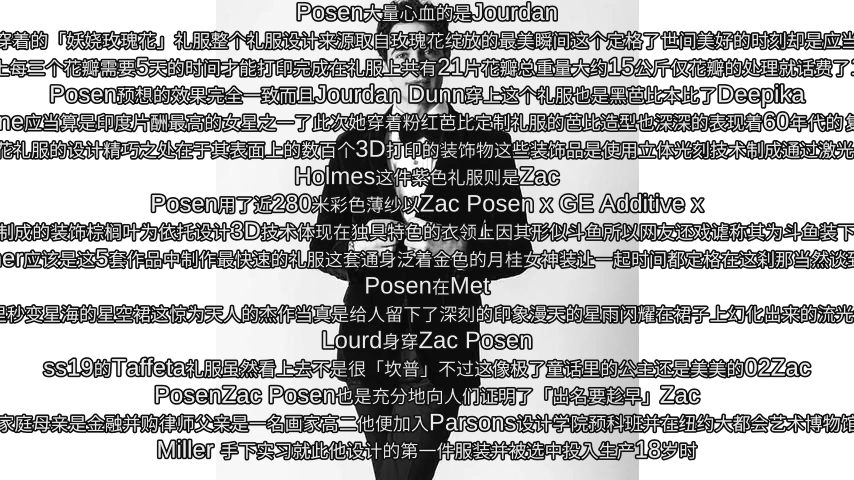 Posen大量心血的是Jourdan
穿着的「妖娆玫瑰花」礼服整个礼服设计来源取自玫瑰花绽放的最美瞬间这个定格了世间美好的时刻却是应当
上每三个花瓣需要5天的时间才能打印完成在礼服上共有21片花瓣总重量大约15公斤仅花瓣的处理就话费了
Posen预想的效果完全一致而且Jourdan Dunn穿上这个礼服也是黑芭比本比了Deepika
ne应当算是印度片酬最高的女星之一了此次她穿着粉红芭比定制礼服的芭比造型也深深的表现着60年代的复
花礼服的设计精巧之处在于其表面上的数百个3D打印的装饰物这些装饰品是使用立体光刻技术制成通过激光
Holmes这件紫色礼服则是Zac
Posen用了近280米彩色薄纱以Zac Posen x GE Additive x
制成的装饰棕榈叶为依托设计3D技术体现在独具特色的衣领上因其形似斗鱼所以网友还戏谑称其为斗鱼装下
er应该是这5套作品中制作最快速的礼服这套通身泛着金色的月桂女神装让一起时间都定格在这刹那当然谈到
Posen在Met
秒变星海的星空裙这惊为天人的杰作当真是给人留下了深刻的印象漫天的星雨闪耀在裙子上幻化出来的流光
Lourd身穿Zac Posen
ss19的Taffeta礼服虽然看上去不是很「坎普」不过这像极了童话里的公主还是美美的02Zac
PosenZac Posen也是充分地向人们证明了「出名要趁早」Zac
家庭母亲是金融并购律师父亲是一名画家高二他便加入Parsons设计学院预科班并在纽约大都会艺术博物馆
Miller 手下实习就此他设计的第一件服装并被选中投入生产18岁时